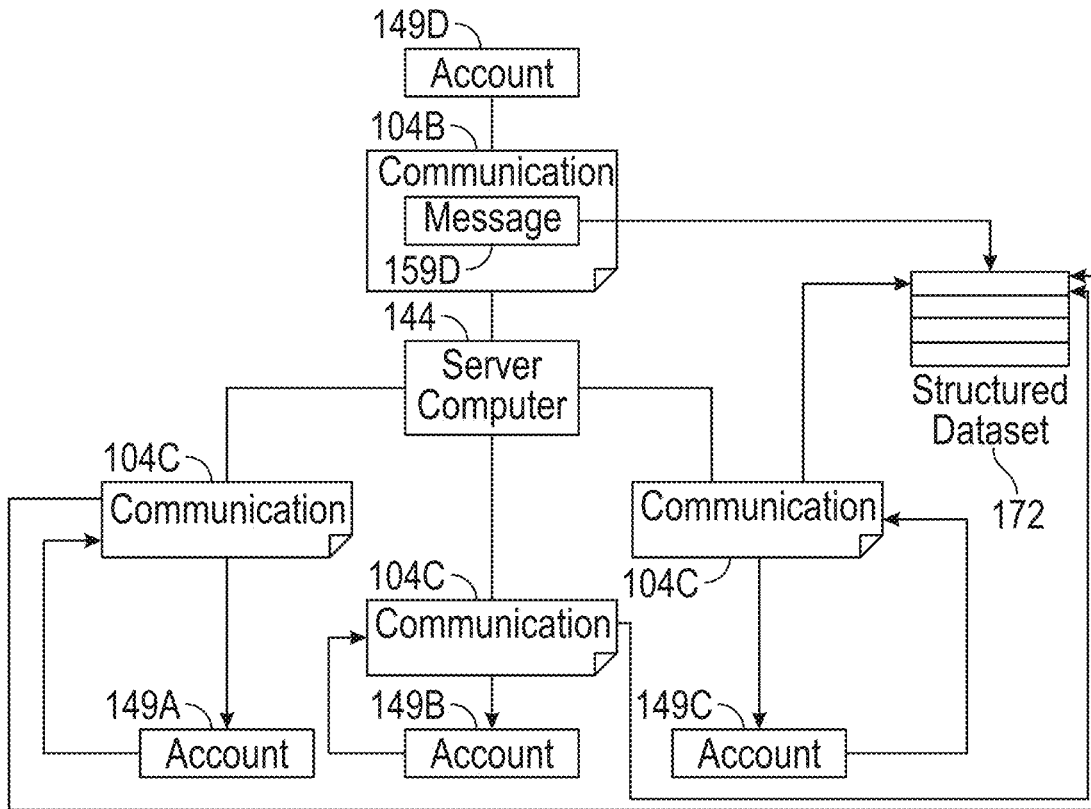 149D
Account
104B
Communication
Message
159D
144
Server
Computer
Structured
Dataset
172
104C
Communication
Communication
104C
104C
Communication
149A
Account
149B
Account
149C
Account